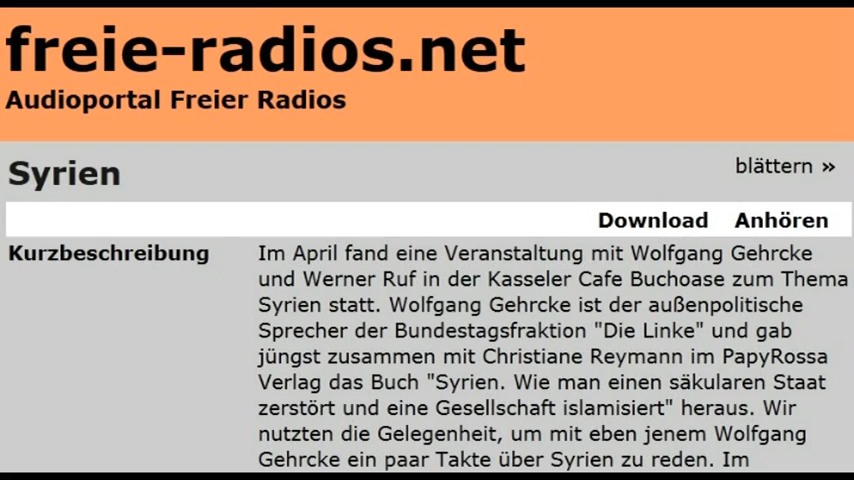 freie-radios.net
Audioportal Freier Radios
Syrien
blättern »
Download Anhören
Kurzbeschreibung Im April fand eine Veranstaltung mit Wolfgang Gehrcke
und Werner Ruf in der Kasseler Cafe Buchoase zum Thema
Syrien statt. Wolfgang Gehrcke ist der außenpolitische
Sprecher der Bundestagsfraktion "Die Linke" und gab
jüngst zusammen mit Christiane Reymann im PapyRossa
Verlag das Buch "Syrien. Wie man einen säkularen Staat
zerstört und eine Gesellschaft islamisiert" heraus. Wir
nutzten die Gelegenheit, um mit eben jenem Wolfgang
Gehrcke ein paar Takte über Syrien zu reden. Im